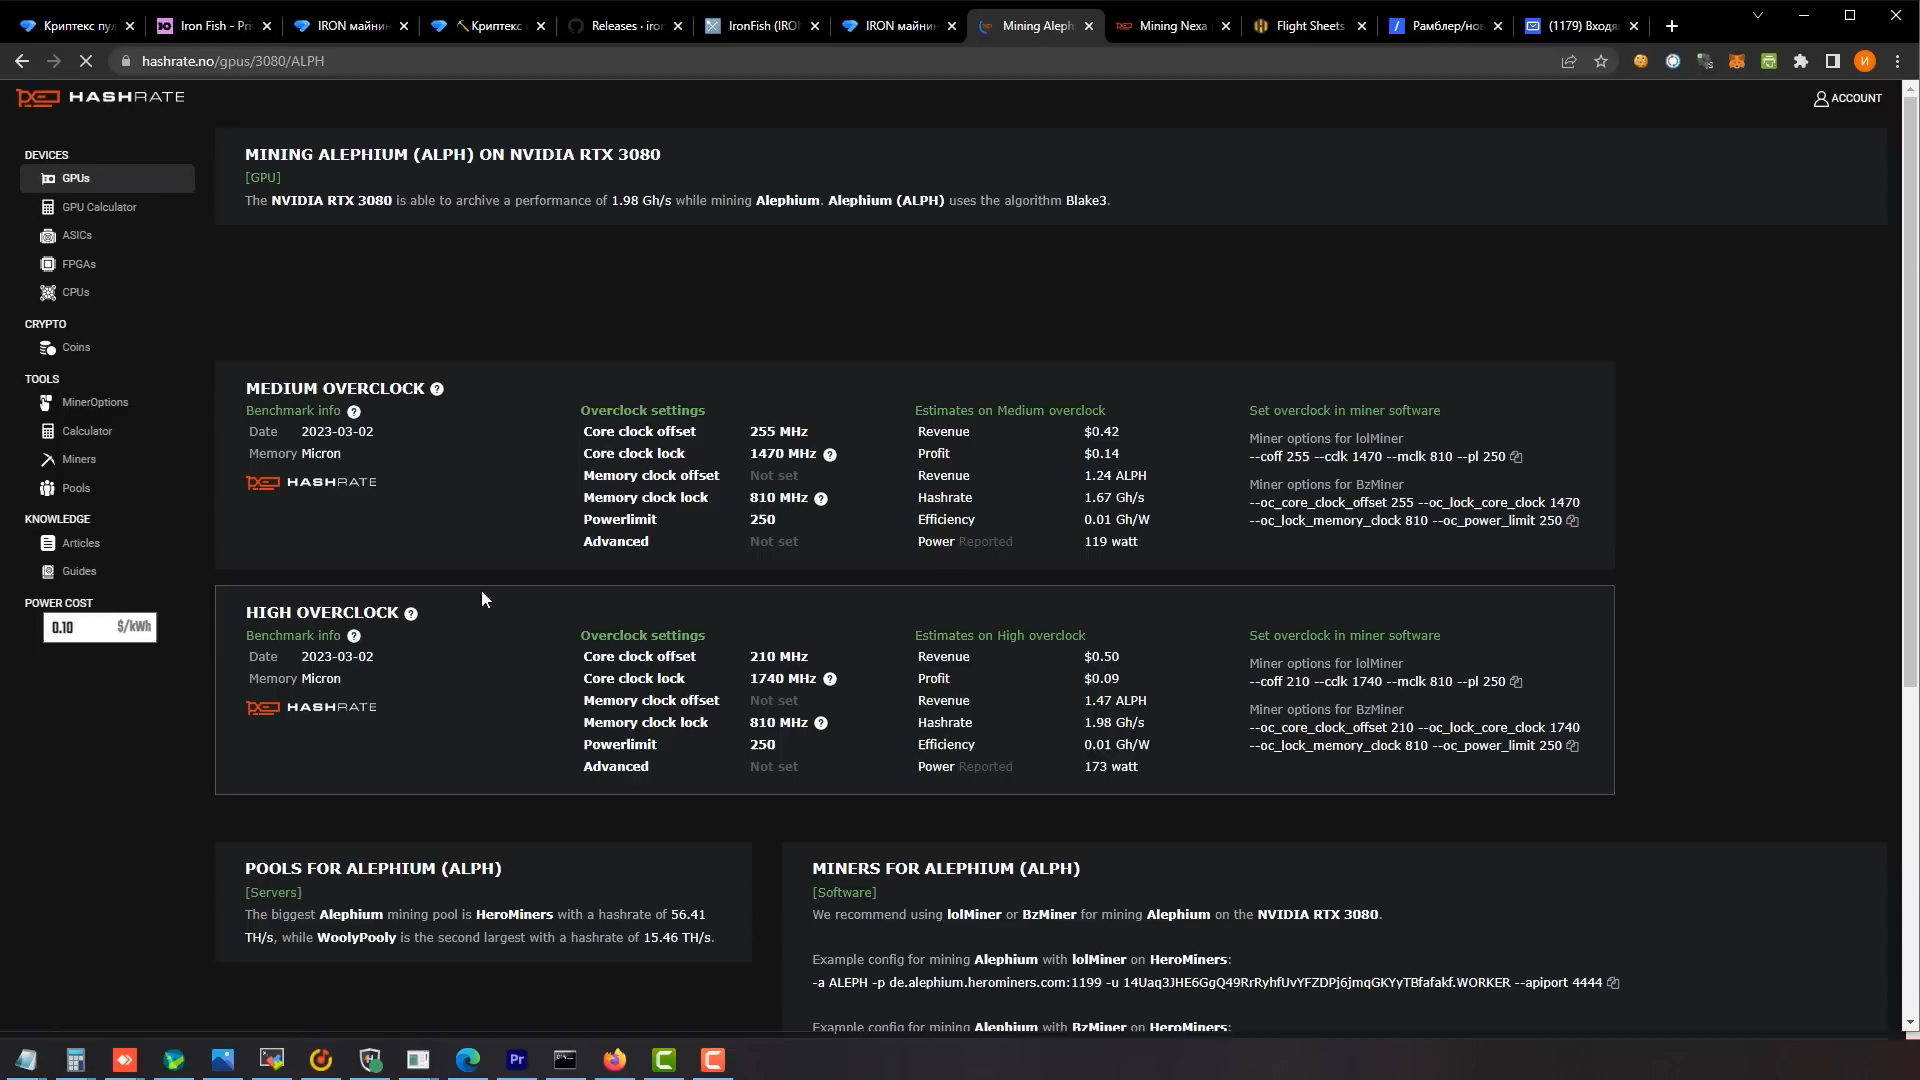 Криптекс пул
Iron Fish - Pri
IRON майнин
⛏Криптекс
Releases · iron
IronFish (IRON
IRON майнин
Mining Aleph
Mining Nexa
Flight Sheets
Рамблер/нов
(1179) Входящ
hashrate.no/gpus/3080/ALPH
И
HASHRATE
ACCOUNT
DEVICES
GPUs
GPU Calculator
ASICs
FPGAs
CPUs
CRYPTO
Coins
TOOLS
MinerOptions
Calculator
Miners
Pools
KNOWLEDGE
Articles
Guides
POWER COST
0.10 $/kWh
MINING ALEPHIUM (ALPH) ON NVIDIA RTX 3080
[GPU]
The NVIDIA RTX 3080 is able to archive a performance of 1.98 Gh/s while mining Alephium. Alephium (ALPH) uses the algorithm Blake3.
MEDIUM OVERCLOCK ?
Benchmark info ?
Date 2023-03-02
Memory Micron
HASHRATE
Overclock settings
Core clock offset 255 MHz
Core clock lock 1470 MHz ?
Memory clock offset Not set
Memory clock lock 810 MHz ?
Powerlimit 250
Advanced Not set
Estimates on Medium overclock
Revenue $0.42
Profit $0.14
Revenue 1.24 ALPH
Hashrate 1.67 Gh/s
Efficiency 0.01 Gh/W
Power Reported 119 watt
Set overclock in miner software
Miner options for lolMiner
--coff 255 --cclk 1470 --mclk 810 --pl 250
Miner options for BzMiner
--oc_core_clock_offset 255 --oc_lock_core_clock 1470
--oc_lock_memory_clock 810 --oc_power_limit 250
HIGH OVERCLOCK ?
Benchmark info ?
Date 2023-03-02
Memory Micron
HASHRATE
Overclock settings
Core clock offset 210 MHz
Core clock lock 1740 MHz ?
Memory clock offset Not set
Memory clock lock 810 MHz ?
Powerlimit 250
Advanced Not set
Estimates on High overclock
Revenue $0.50
Profit $0.09
Revenue 1.47 ALPH
Hashrate 1.98 Gh/s
Efficiency 0.01 Gh/W
Power Reported 173 watt
Set overclock in miner software
Miner options for lolMiner
--coff 210 --cclk 1740 --mclk 810 --pl 250
Miner options for BzMiner
--oc_core_clock_offset 210 --oc_lock_core_clock 1740
--oc_lock_memory_clock 810 --oc_power_limit 250
POOLS FOR ALEPHIUM (ALPH)
[Servers]
The biggest Alephium mining pool is HeroMiners with a hashrate of 56.41
TH/s, while WoolyPooly is the second largest with a hashrate of 15.46 TH/s.
MINERS FOR ALEPHIUM (ALPH)
[Software]
We recommend using lolMiner or BzMiner for mining Alephium on the NVIDIA RTX 3080.
Example config for mining Alephium with lolMiner on HeroMiners:
-a ALEPH -p de.alephium.herominers.com:1199 -u 14Uaq3JHE6GgQ49RrRyhfUvYFZDPj6jmqGKYyTBfafakf.WORKER --apiport 4444
Example config for mining Alephium with BzMiner on HeroMiners:
Pr